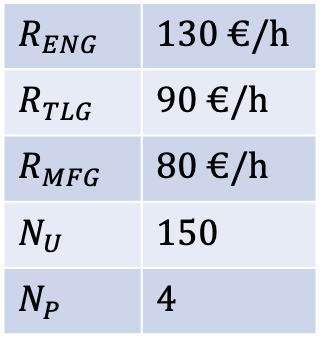 R_ENG 130 €/h
R_TLG 90 €/h
R_MFG 80 €/h
N_U 150
N_P 4